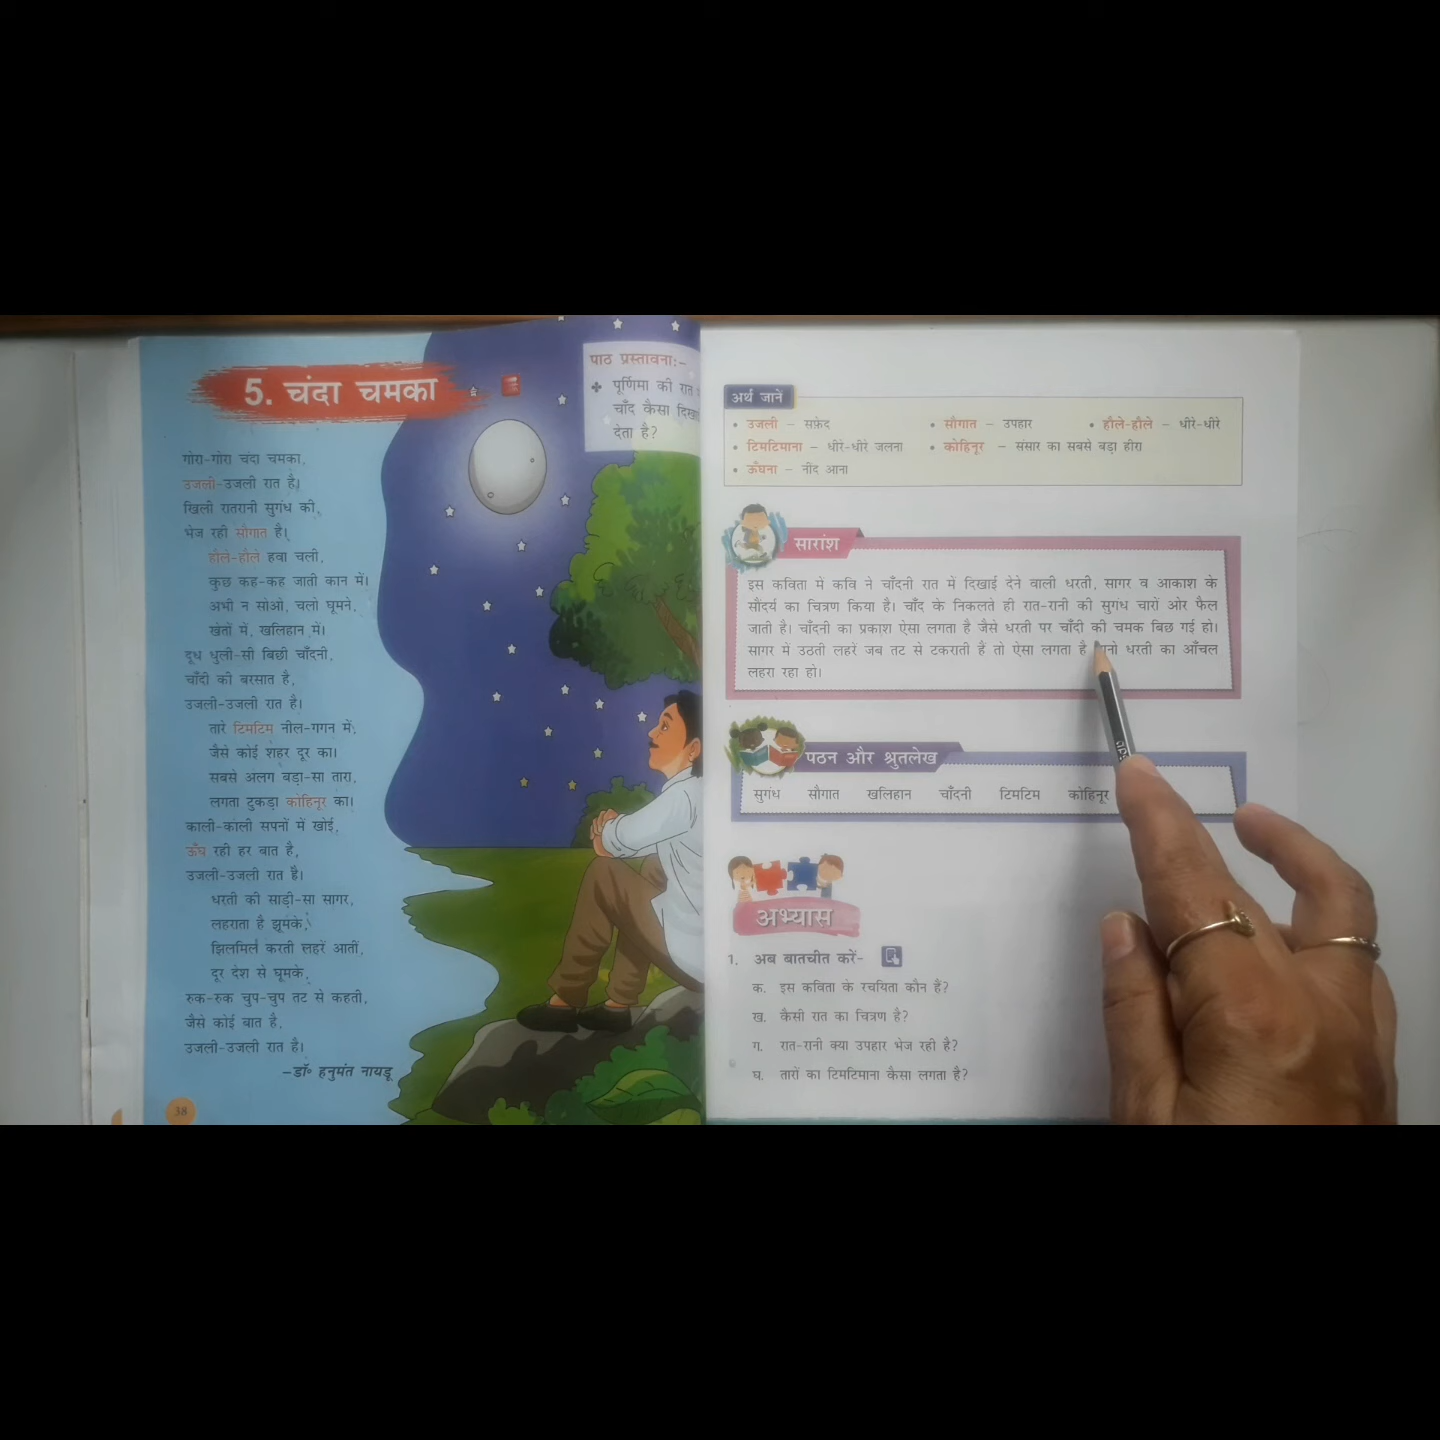 5. चंदा चमका
गोरा-गोरा चंदा चमका,
उजली-उजली रात है।
खिली रातरानी सुगंध की,
भेज रही सौगात है।
हौले-हौले हवा चली,
कुछ कह-कह जाती कान में।
अभी न सोओ, चलो घूमने,
खेतों में, खलिहान में।
दूध धुली-सी बिछी चाँदनी,
चाँदी की बरसात है,
उजली-उजली रात है।
तारे टिमटिम नील-गगन में,
जैसे कोई शहर दूर का।
सबसे अलग बड़ा-सा तारा,
लगता टुकड़ा कोहिनूर का।
काली-काली सपनों में खोई,
ऊँघ रही हर बात है,
उजली-उजली रात है।
धरती की साड़ी-सा सागर,
लहराता है झूमके,
झिलमिल करती लहरें आतीं,
दूर देश से घूमके,
रुक-रुक चुप-चुप तट से कहती,
जैसे कोई बात है,
उजली-उजली रात है।
–डॉ॰ हनुमंत नायडू
38
पाठ प्रस्तावना:-
पूर्णिमा की रात
चाँद कैसा
देता है?
अर्थ जानें
• उजली – सफ़ेद • सौगात – उपहार • हौले-हौले – धीरे-धीरे
• टिमटिमाना – धीरे-धीरे जलना • कोहिनूर – संसार का सबसे बड़ा हीरा
• ऊँघना – नींद आना
सारांश
इस कविता में कवि ने चाँदनी रात में दिखाई देने वाली धरती, सागर व आकाश के
सौंदर्य का चित्रण किया है। चाँद के निकलते ही रात-रानी की सुगंध चारों ओर फैल
जाती है। चाँदनी का प्रकाश ऐसा लगता है जैसे धरती पर चाँदी की चमक बिछ गई हो।
सागर में उठती लहरें जब तट से टकराती हैं तो ऐसा लगता है धरती का आँचल
लहरा रहा हो।
पठन और श्रुतलेख
सुगंध सौगात खलिहान चाँदनी टिमटिम कोहिनूर
अभ्यास
1. अब बातचीत करें-
क. इस कविता के रचयिता कौन हैं?
ख. कैसी रात का चित्रण है?
ग. रात-रानी क्या उपहार भेज रही है?
घ. तारों का टिमटिमाना कैसा लगता है?